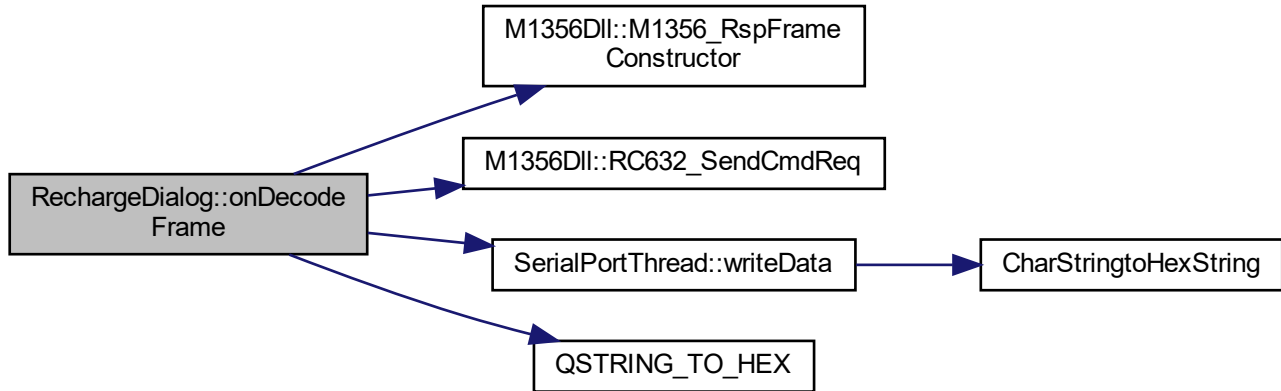 M1356Dll::M1356_RspFrame
Constructor
M1356Dll::RC632_SendCmdReq
RechargeDialog::onDecode
Frame
SerialPortThread::writeData
CharStringtoHexString
QSTRING_TO_HEX